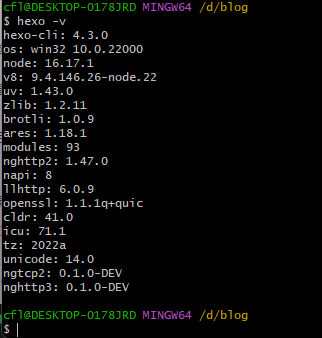 cfl@DESKTOP-O178JRD MINGW64 /d/blog
$ hexo -v
hexo-cli: 4.3.0
os: win32 10.0.22000
node: 16.17.1
v8: 9.4.146.26-node.22
uv: 1.43.0
zlib: 1.2.11
brotli: 1.0.9
ares: 1.18.1
modules: 93
nghttp2: 1.47.0
napi: 8
llhttp: 6.0.9
openssl: 1.1.1q+quic
cldr: 41.0
icu: 71.1
tz: 2022a
unicode: 14.0
ngtcp2: 0.1.0-DEV
nghttp3: 0.1.0-DEV
cfl@DESKTOP-O178JRD MINGW64 /d/blog
$